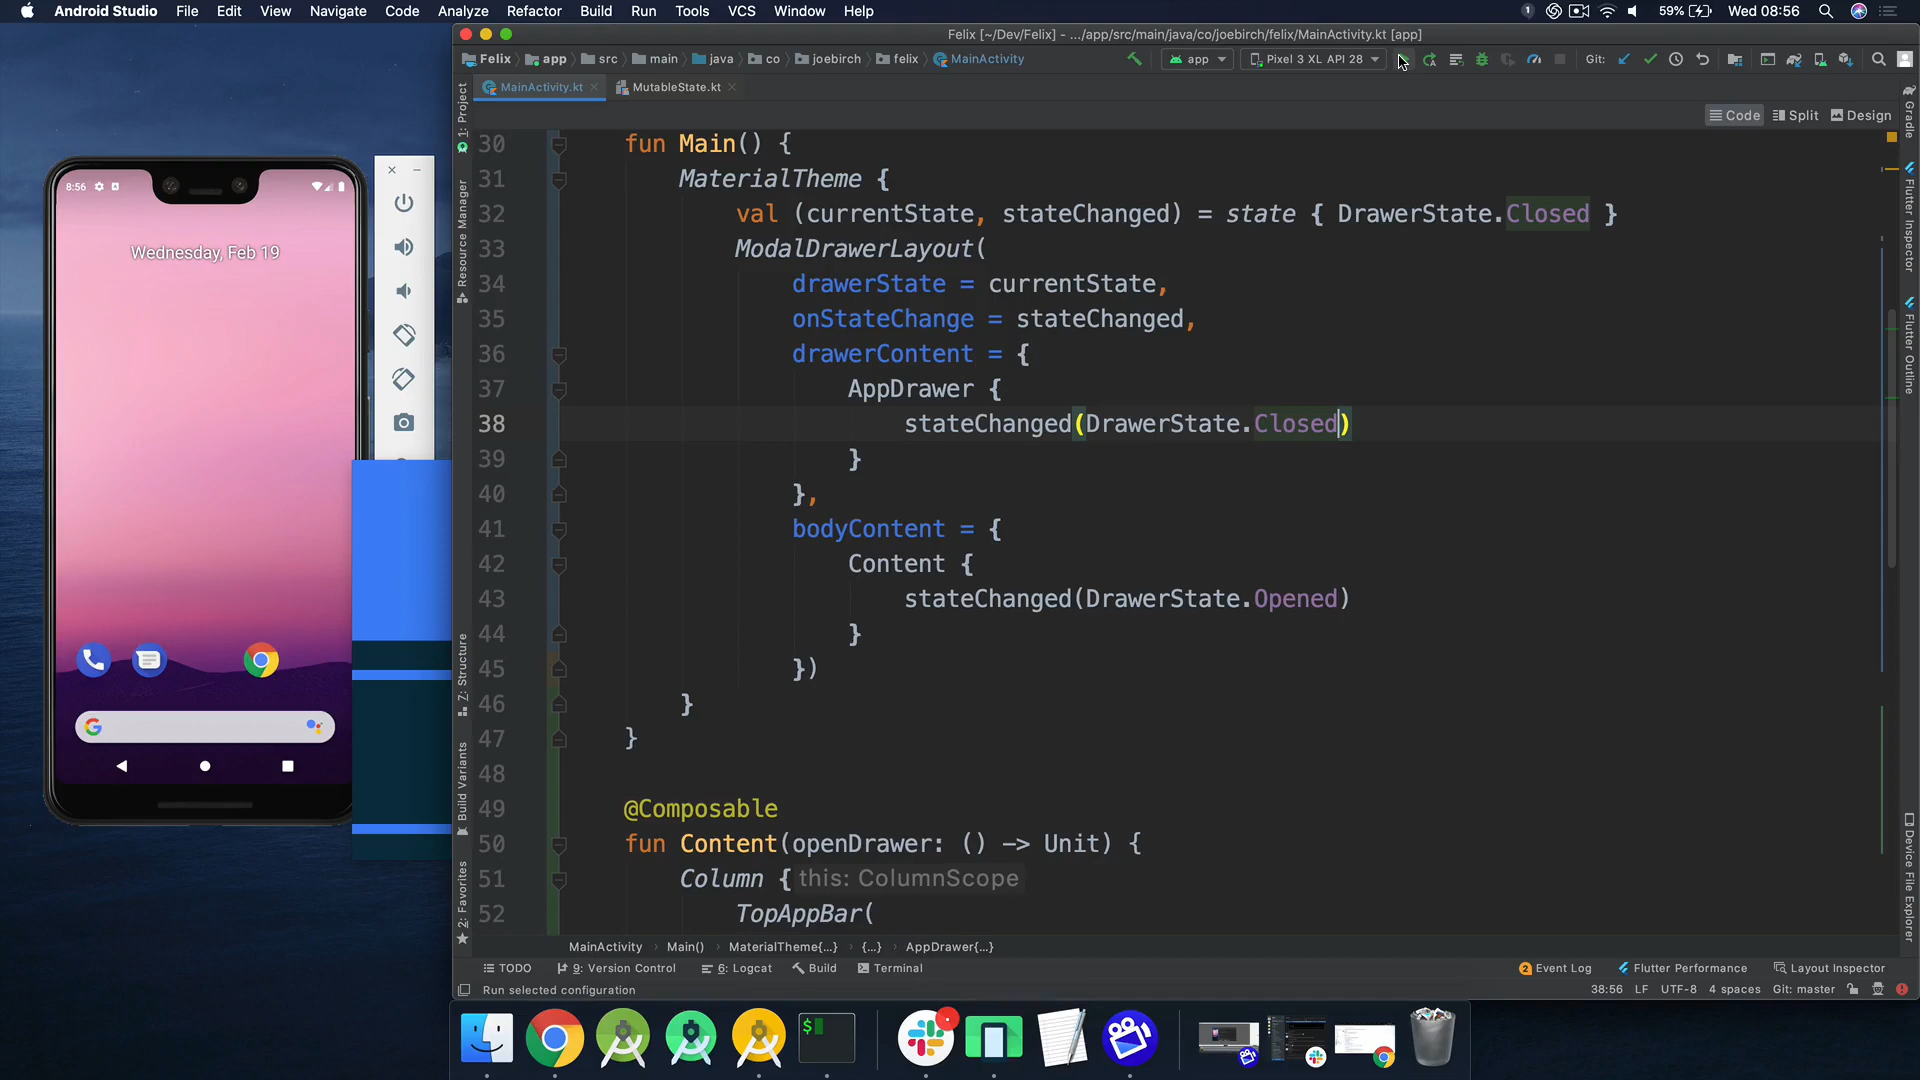 Android Studio File Edit View Navigate Code Analyze Refactor Build Run Tools VCS Window Help 1 59% Wed 08:56
Felix [~/Dev/Felix] - .../app/src/main/java/co/joebirch/felix/MainActivity.kt [app]
Felix app src main java co joebirch felix MainActivity app Pixel 3 XL API 28 Git:
MainActivity.kt MutableState.kt
Code Split Design
30 fun Main() {
31 MaterialTheme {
32 val (currentState, stateChanged) = state { DrawerState.Closed }
33 ModalDrawerLayout(
34 drawerState = currentState,
35 onStateChange = stateChanged,
36 drawerContent = {
37 AppDrawer {
38 stateChanged(DrawerState.Closed)
39 }
40 },
41 bodyContent = {
42 Content {
43 stateChanged(DrawerState.Opened)
44 }
45 })
46 }
47 }
48
49 @Composable
50 fun Content(openDrawer: () -> Unit) {
51 Column { this: ColumnScope
52 TopAppBar(
MainActivity Main() MaterialTheme{...} {...} AppDrawer{...}
TODO 9: Version Control 6: Logcat Build Terminal 2 Event Log Flutter Performance Layout Inspector
Run selected configuration 38:56 LF UTF-8 4 spaces Git: master
1: Project
Resource Manager
7: Structure
Build Variants
2: Favorites
Gradle
Flutter Inspector
Flutter Outline
Device File Explorer
8:56
Wednesday, Feb 19
G
$